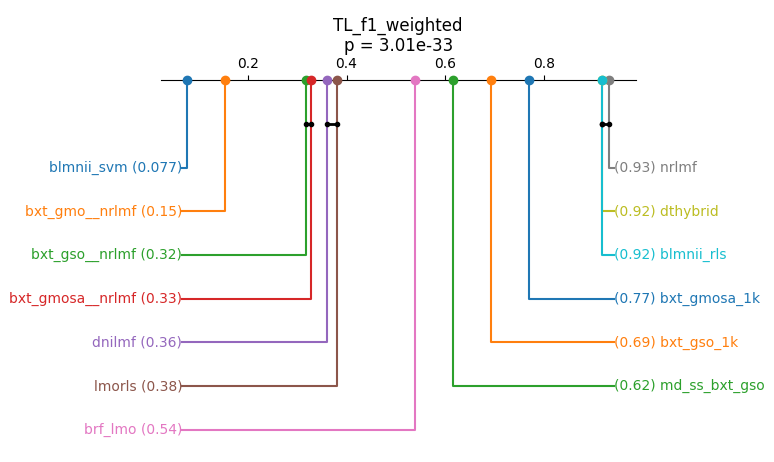 TL_f1_weighted
p = 3.01e-33
0.2 0.4 0.6 0.8
blmnii_svm (0.077) (0.93) nrlmf
bxt_gmo__nrlmf (0.15) (0.92) dthybrid
bxt_gso__nrlmf (0.32) (0.92) blmnii_rls
bxt_gmosa__nrlmf (0.33) (0.77) bxt_gmosa_1k
dnilmf (0.36) (0.69) bxt_gso_1k
lmorls (0.38) (0.62) md_ss_bxt_gso
brf_lmo (0.54)